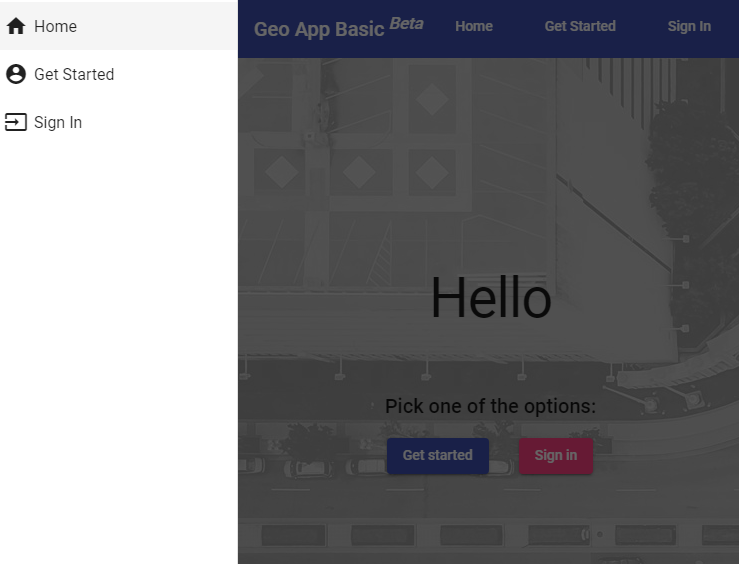 Home
Get Started
Sign In
Geo App Basic Beta Home Get Started Sign In
Hello
Pick one of the options:
Get started Sign in